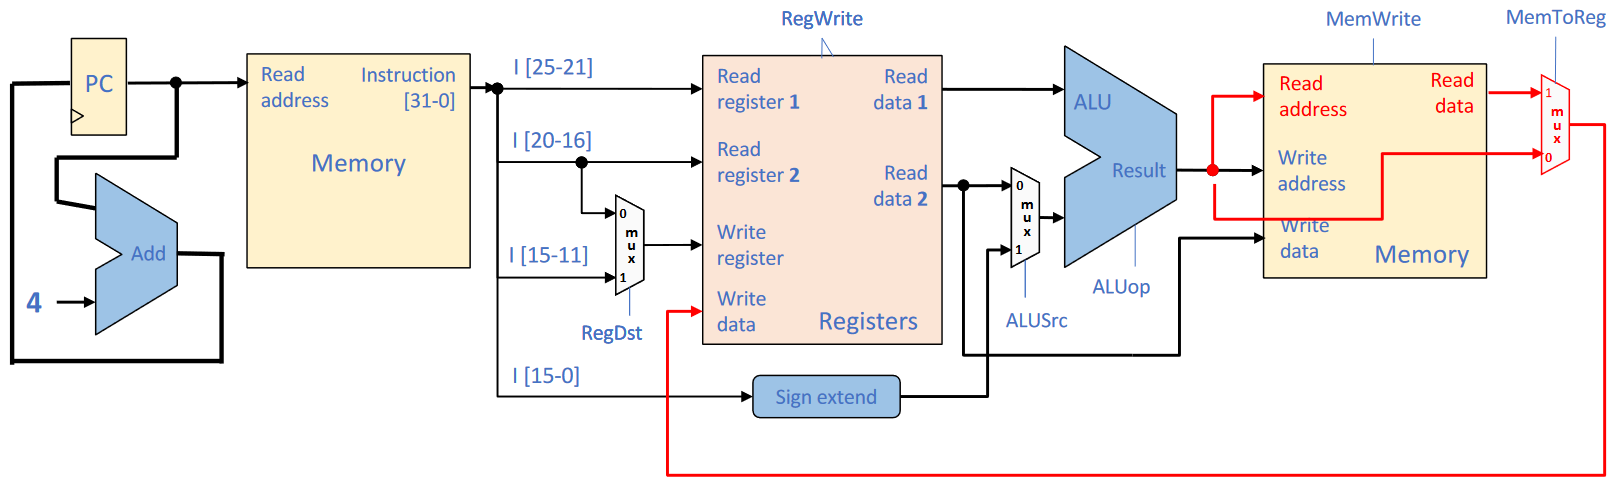 PC
Add
4
Read
address
Instruction
[31-0]
Memory
I [25-21]
I [20-16]
I [15-11]
I [15-0]
0
mux
1
RegDst
RegWrite
Read
register 1
Read
data 1
Read
register 2
Read
data 2
Write
register
Write
data
Registers
Sign extend
0
mux
1
ALUSrc
ALU
Result
ALUop
MemWrite
Read
address
Read
data
Write
address
Write
data
Memory
MemToReg
1
mux
0